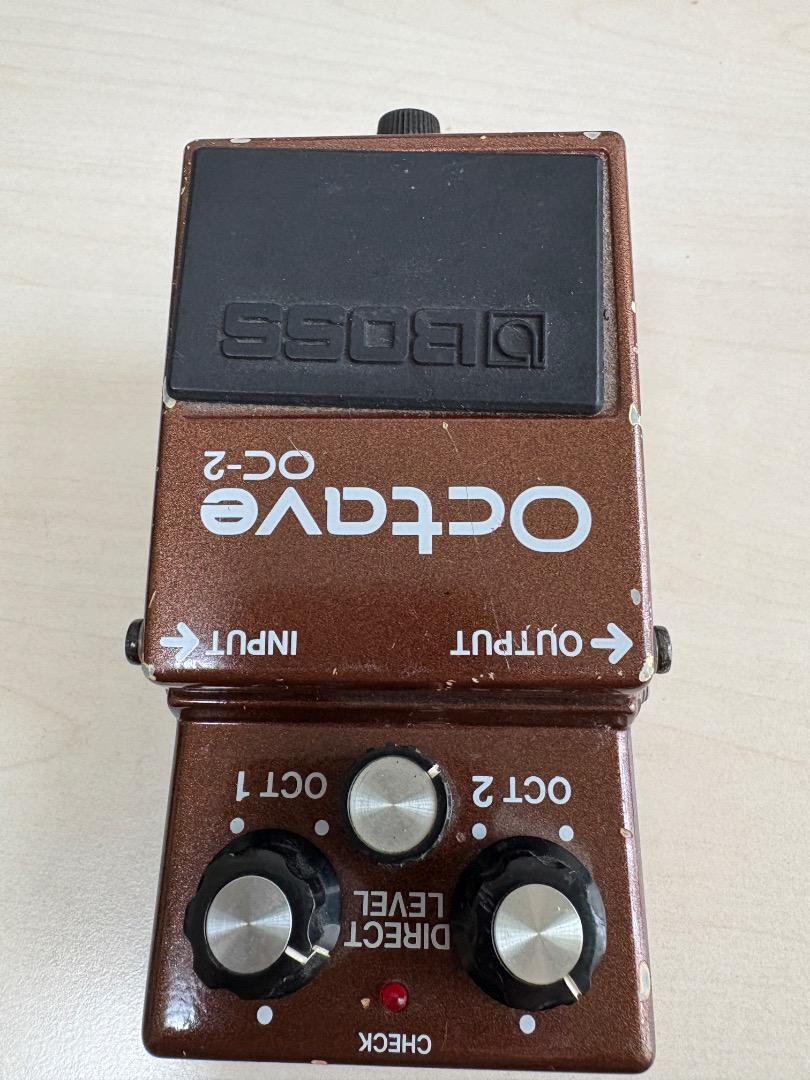 CHECK
DIRECT
LEVEL
OCT 2
OCT 1
OUTPUT
INPUT
Octave
OC-2
BOSS